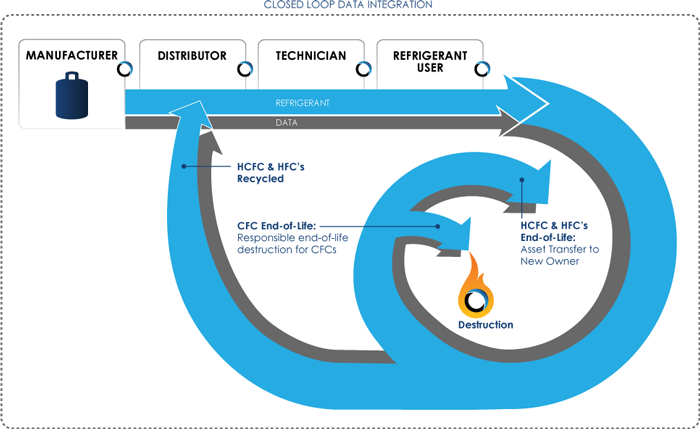 CLOSED LOOP DATA INTEGRATION
MANUFACTURER
DISTRIBUTOR
TECHNICIAN
REFRIGERANT
USER
REFRIGERANT
DATA
HCFC & HFC's
Recycled
CFC End-of-Life:
Responsible end-of-life
destruction for CFCs
HCFC & HFC's
End-of-Life:
Asset Transfer to
New Owner
Destruction